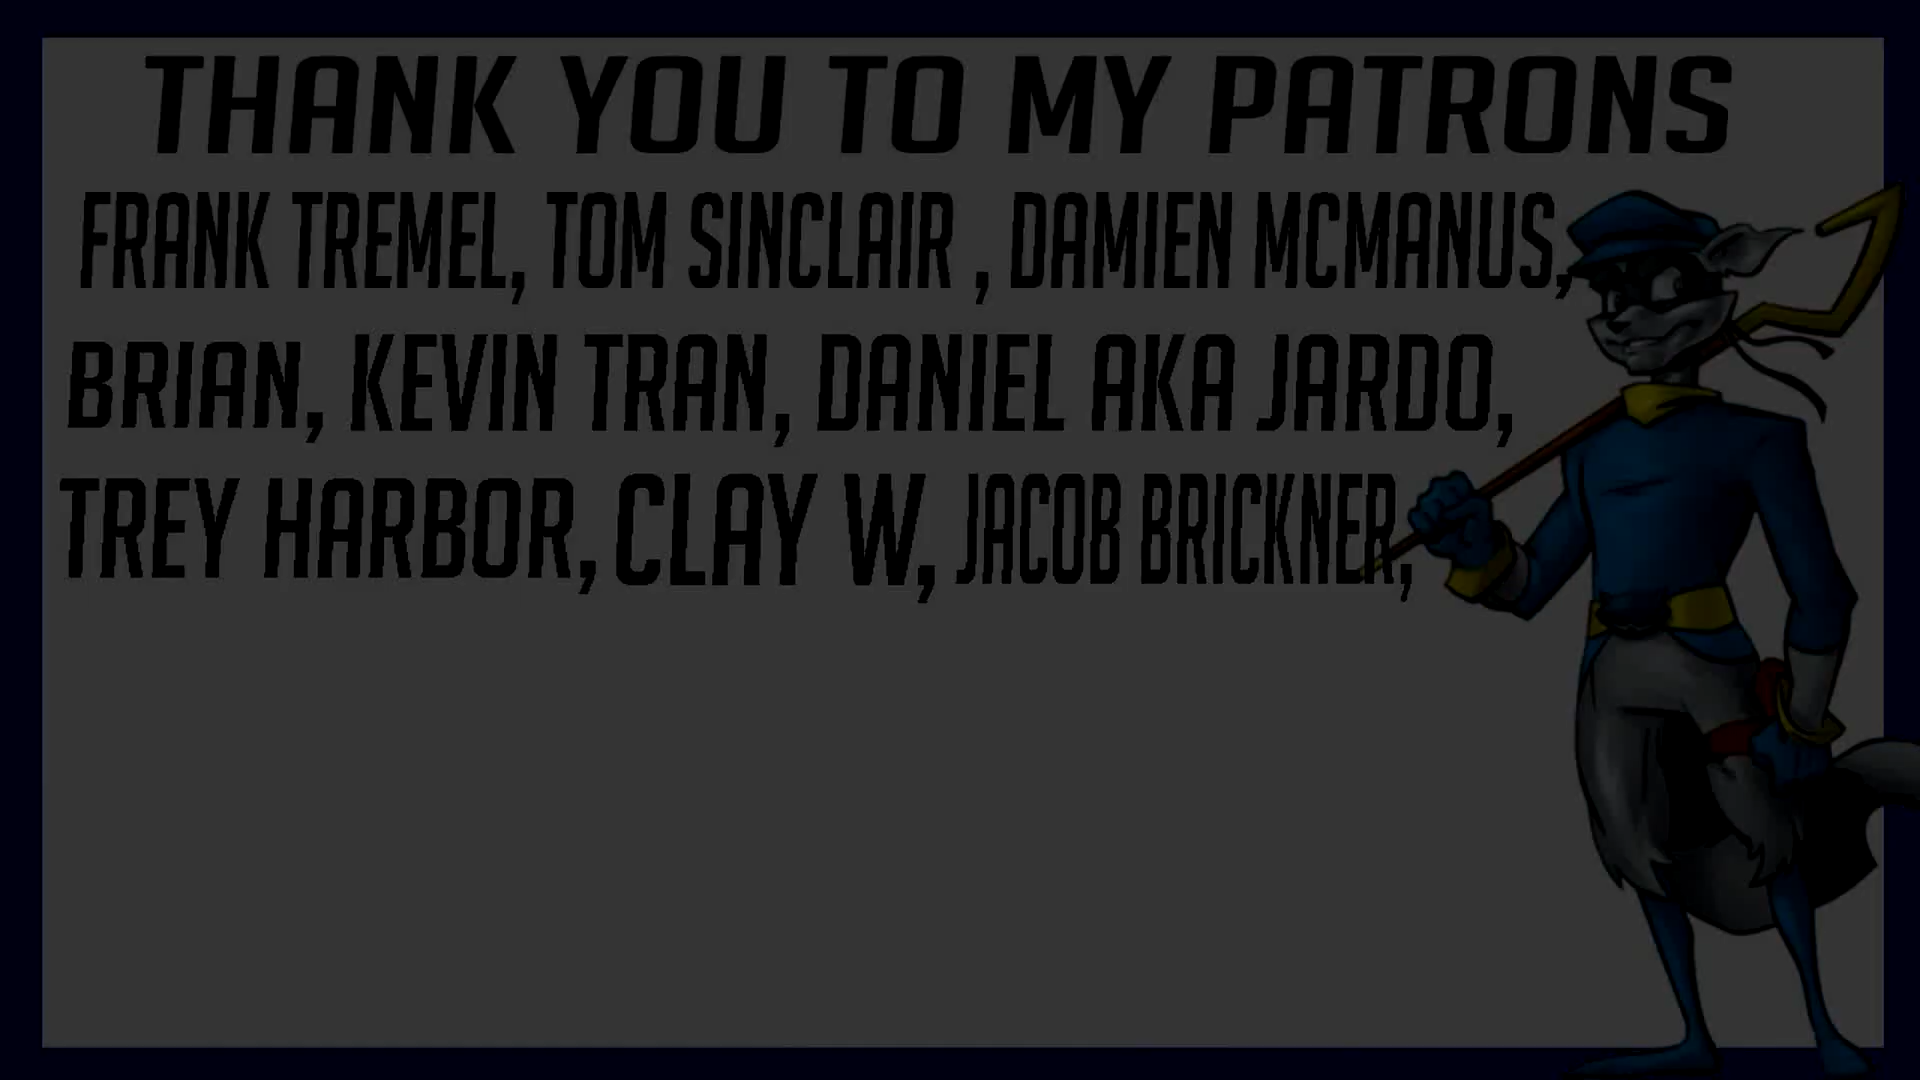 THANK YOU TO MY PATRONS
FRANK TREMEL, TOM SINCLAIR , DAMIEN MCMANUS,
BRIAN, KEVIN TRAN, DANIEL AKA JARDO,
TREY HARBOR, CLAY W, JACOB BRICKNER,